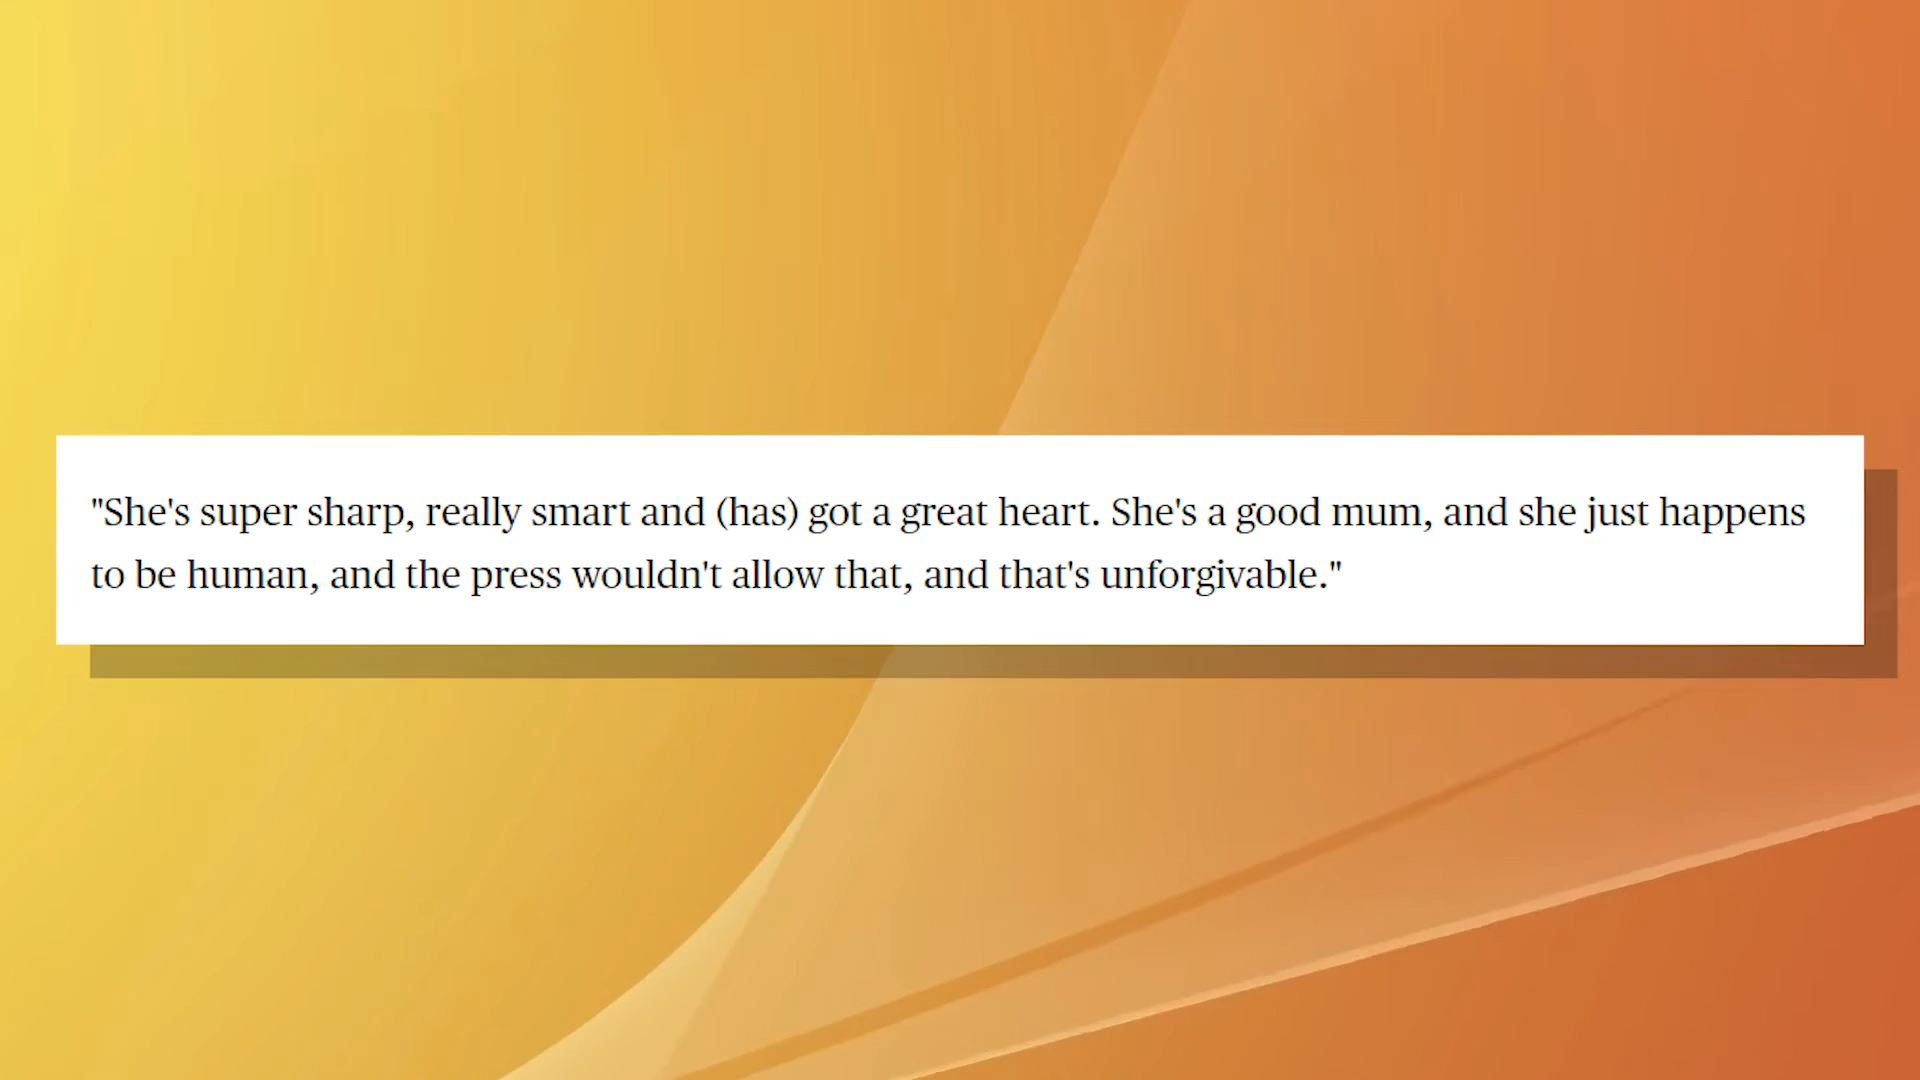 "She's super sharp, really smart and (has) got a great heart. She's a good mum, and she just happens
to be human, and the press wouldn't allow that, and that's unforgivable."